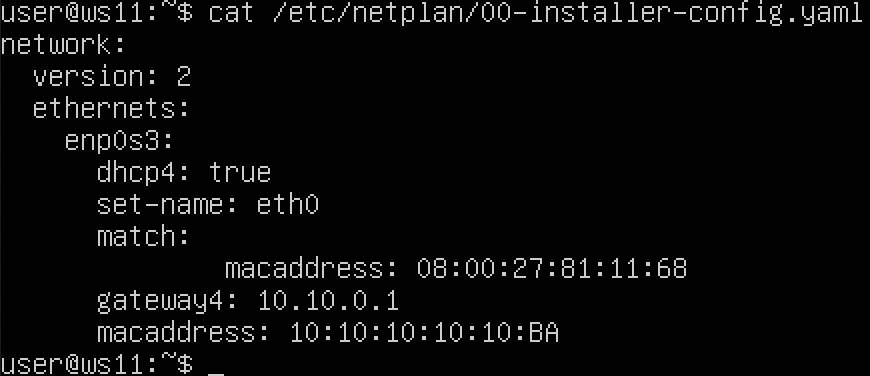 user@ws11:~$ cat /etc/netplan/00-installer-config.yaml
network:
  version: 2
  ethernets:
    enp0s3:
      dhcp4: true
      set-name: eth0
      match:
              macaddress: 08:00:27:81:11:68
      gateway4: 10.10.0.1
      macaddress: 10:10:10:10:10:BA
user@ws11:~$ _